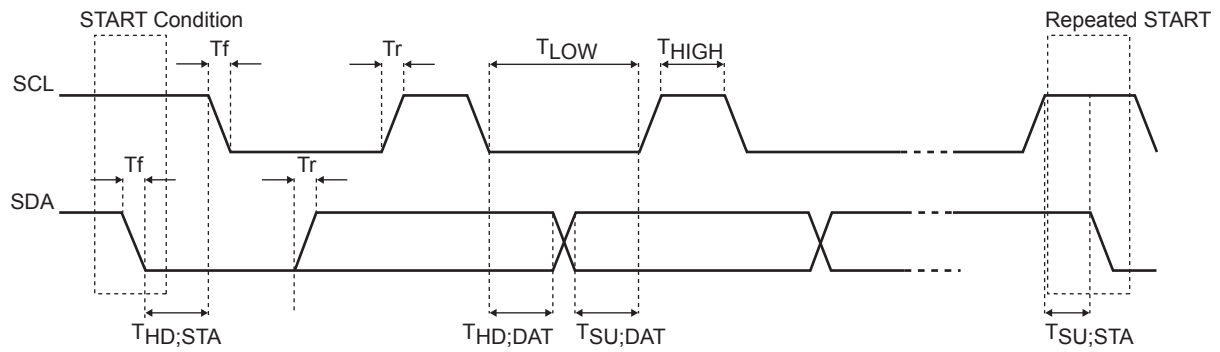 START Condition
Repeated START
Tf
Tr
TLOW
THIGH
SCL
Tf
Tr
SDA
THD;STA
THD;DAT
TSU;DAT
TSU;STA